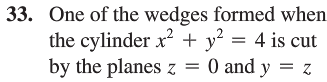 33. One of the wedges formed when
the cylinder x² + y² = 4 is cut
by the planes z = 0 and y = z